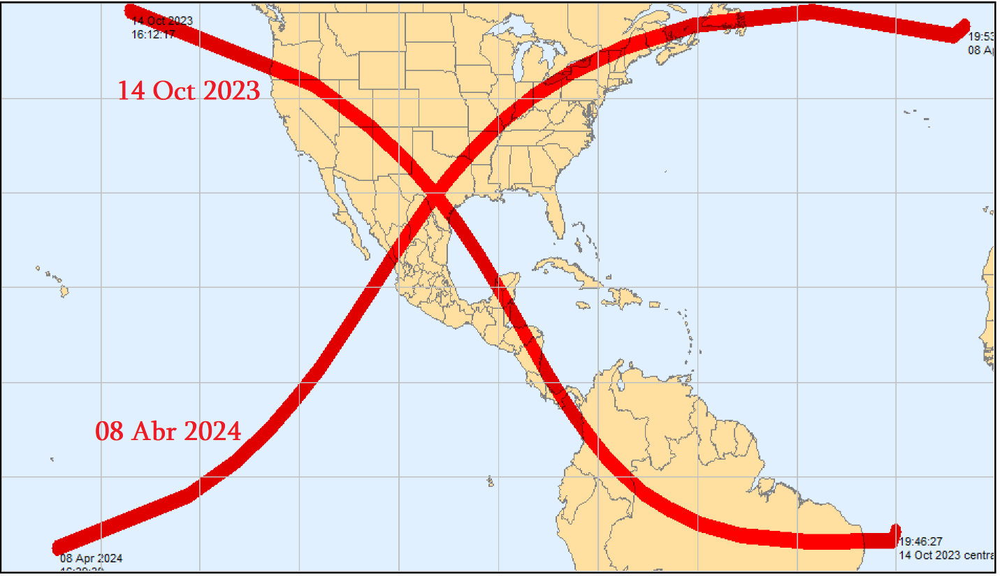 14 Oct 2023
16:12:17
19:53
08 Ap
14 Oct 2023
08 Abr 2024
19:46:27
14 Oct 2023 centra
08 Apr 2024